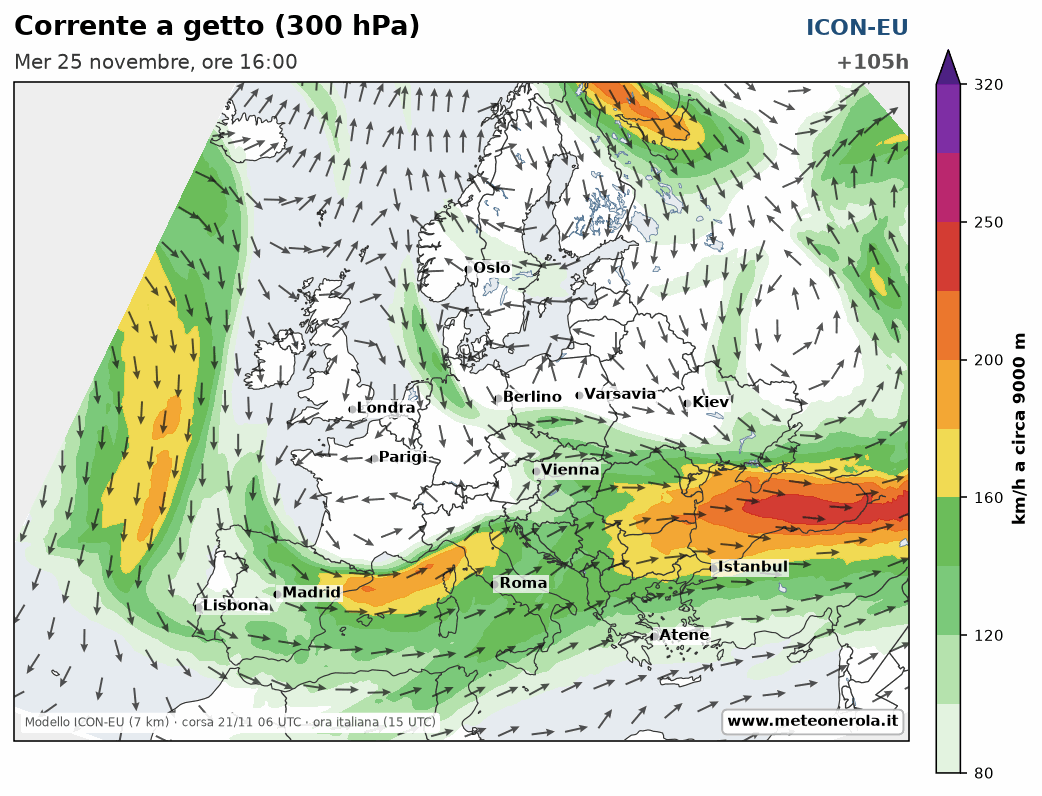 Corrente a getto (300 hPa)
ICON-EU
Mer 25 novembre, ore 16:00
+105h
320
250
200
160
120
80
km/h a circa 9000 m
Oslo
Berlino
Varsavia
Kiev
Londra
Parigi
Vienna
Istanbul
Roma
Madrid
Lisbona
Atene
Modello ICON-EU (7 km) · corsa 21/11 06 UTC · ora italiana (15 UTC)
www.meteonerola.it